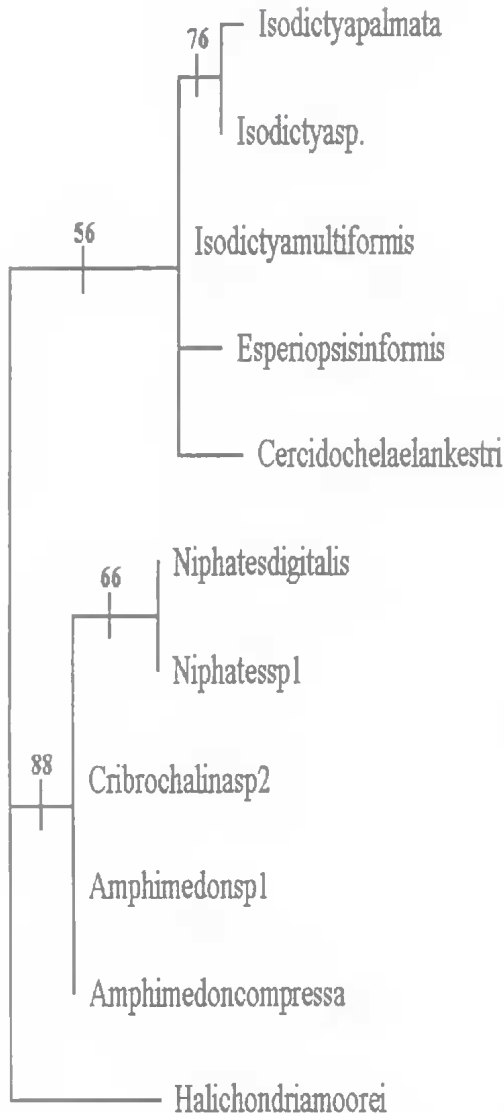 Isodictyapalmata
76
Isodictyasp.
56
Isodictyamultiformis
Esperiopsisinformis
Cercidochelaelankestri
Niphatesdigitalis
66
Niphatessp1
88
Cribrochalinasp2
Amphimedonsp1
Amphimedoncompressa
Halichondriamoorei